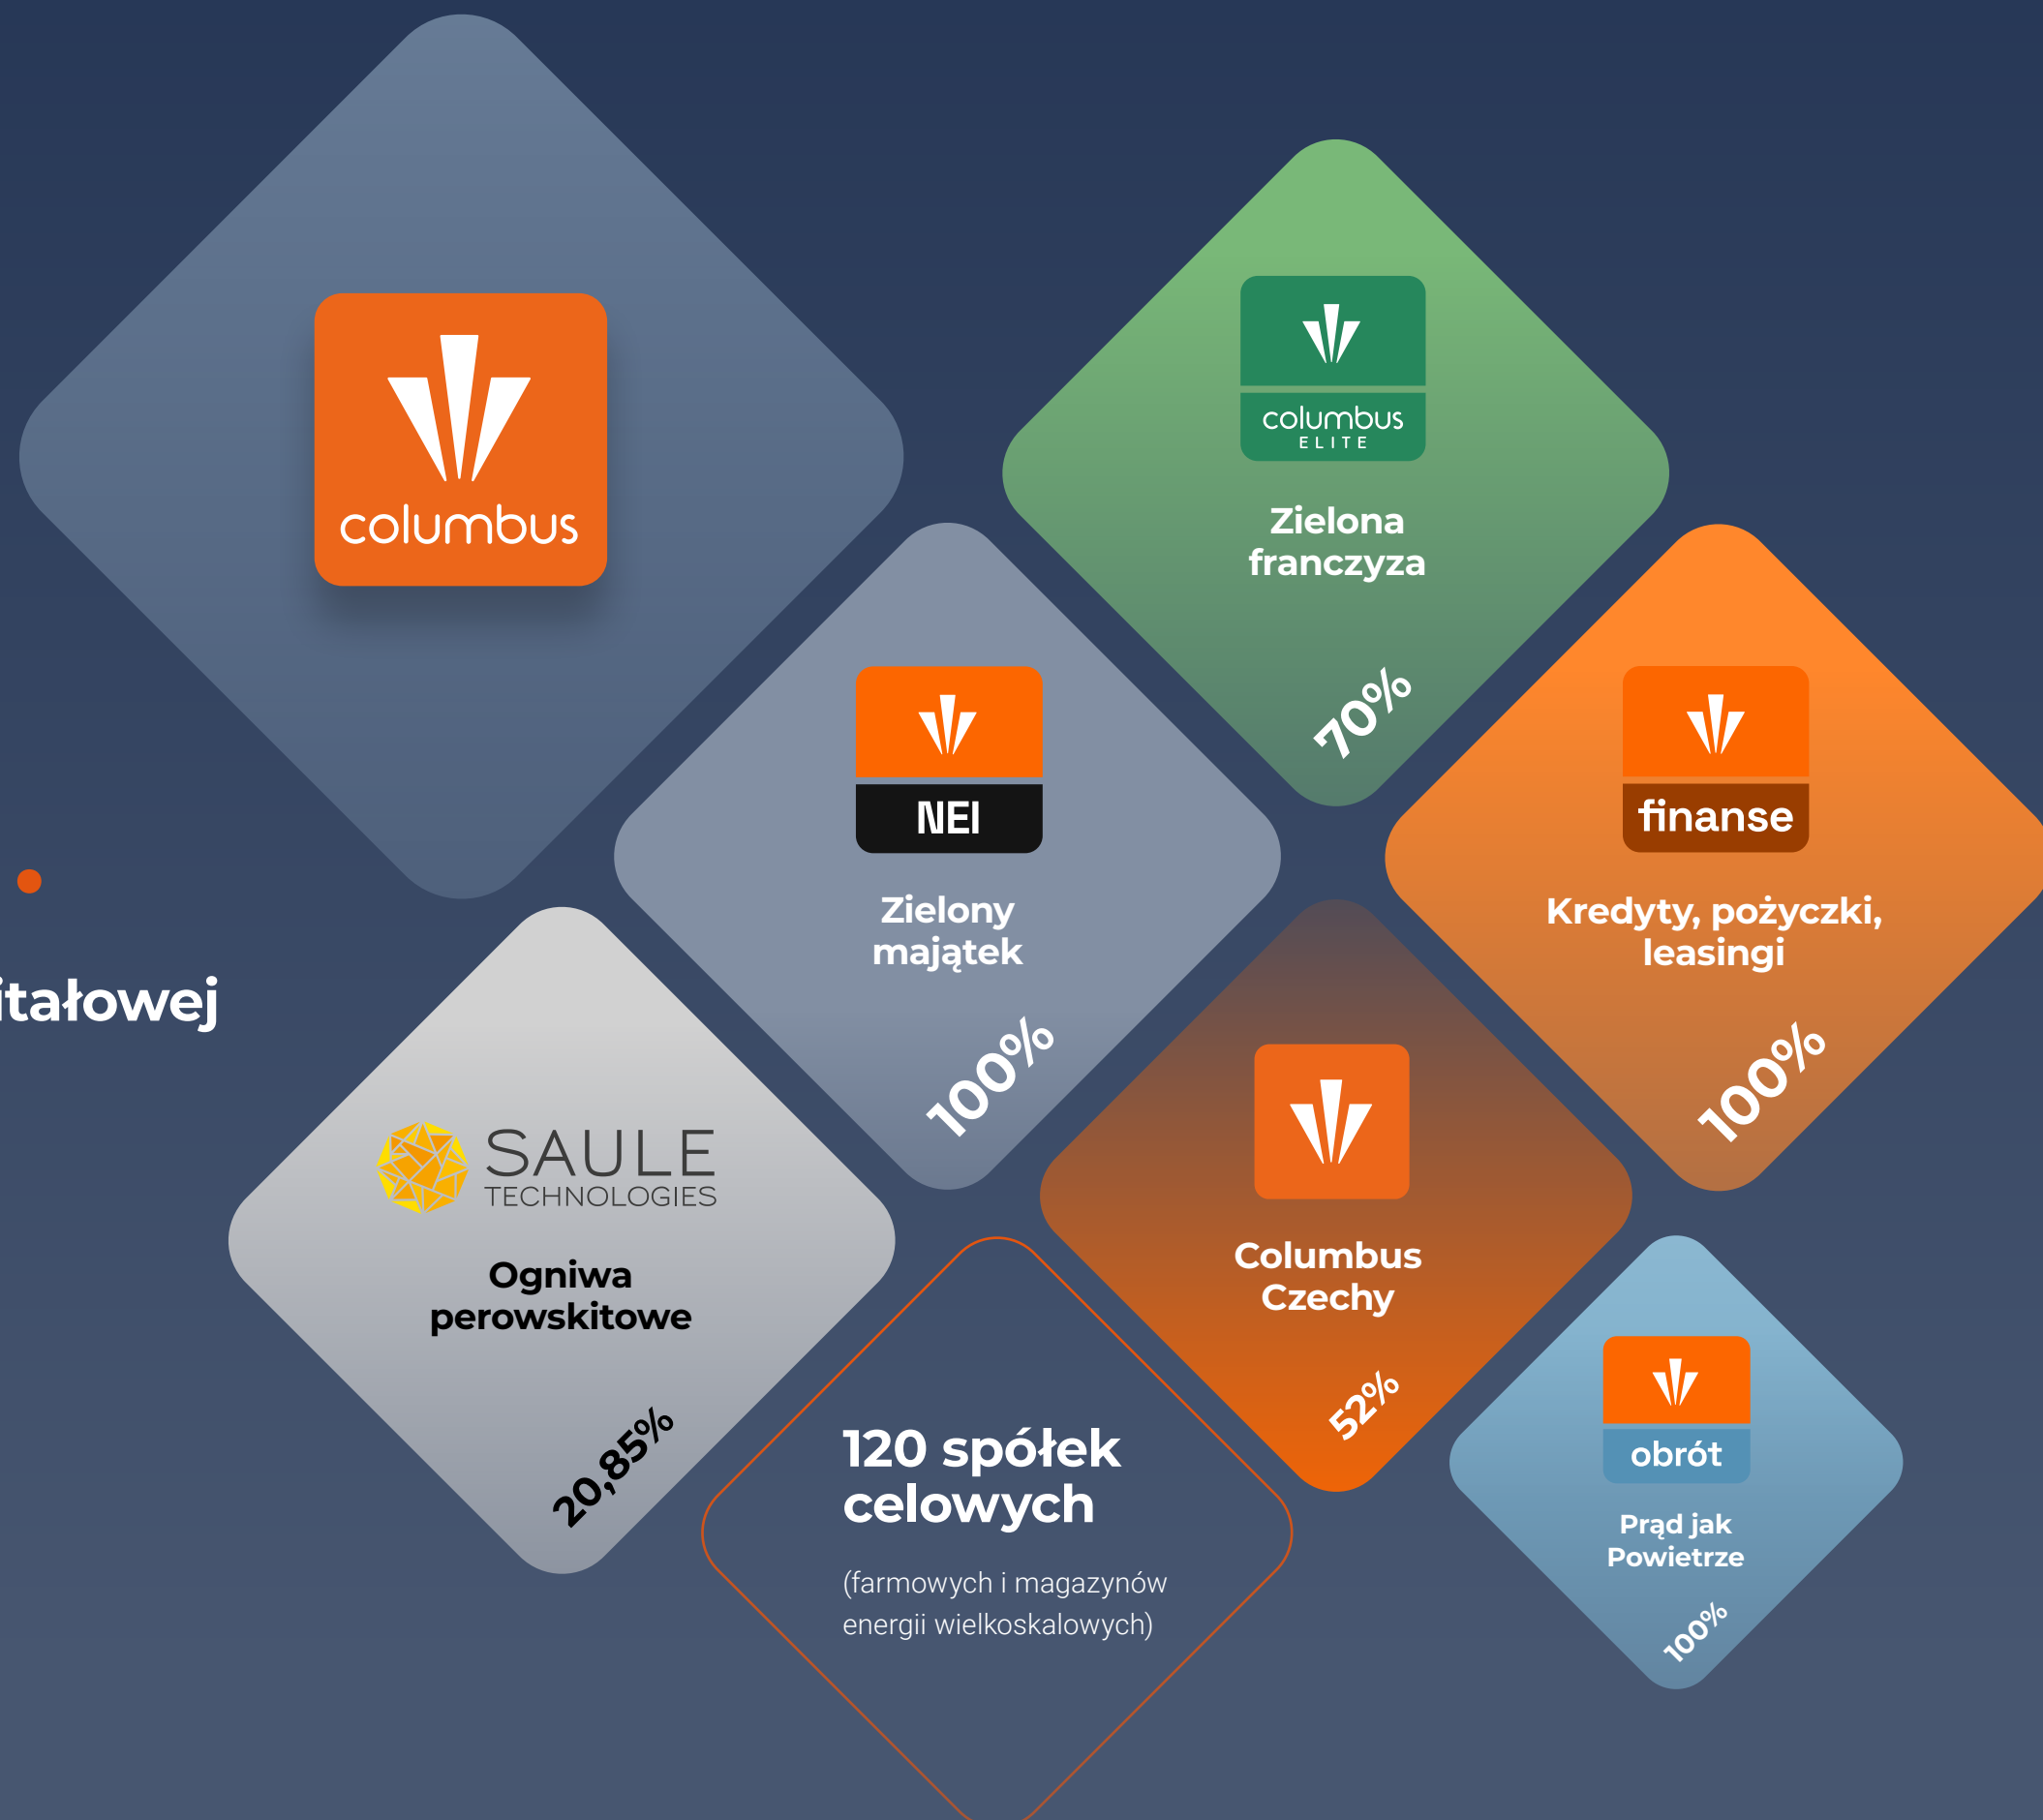 columbus
columbus
ELITE
Zielona
franczyza
70%
NEI
Zielony
majątek
100%
finanse
Kredyty, pożyczki,
leasingi
100%
itałowej
SAULE
TECHNOLOGIES
Ogniwa
perowskitowe
20,85%
Columbus
Czechy
52%
120 spółek
celowych
(farmowych i magazynów
energii wielkoskalowych)
obrót
Prąd jak
Powietrze
100%